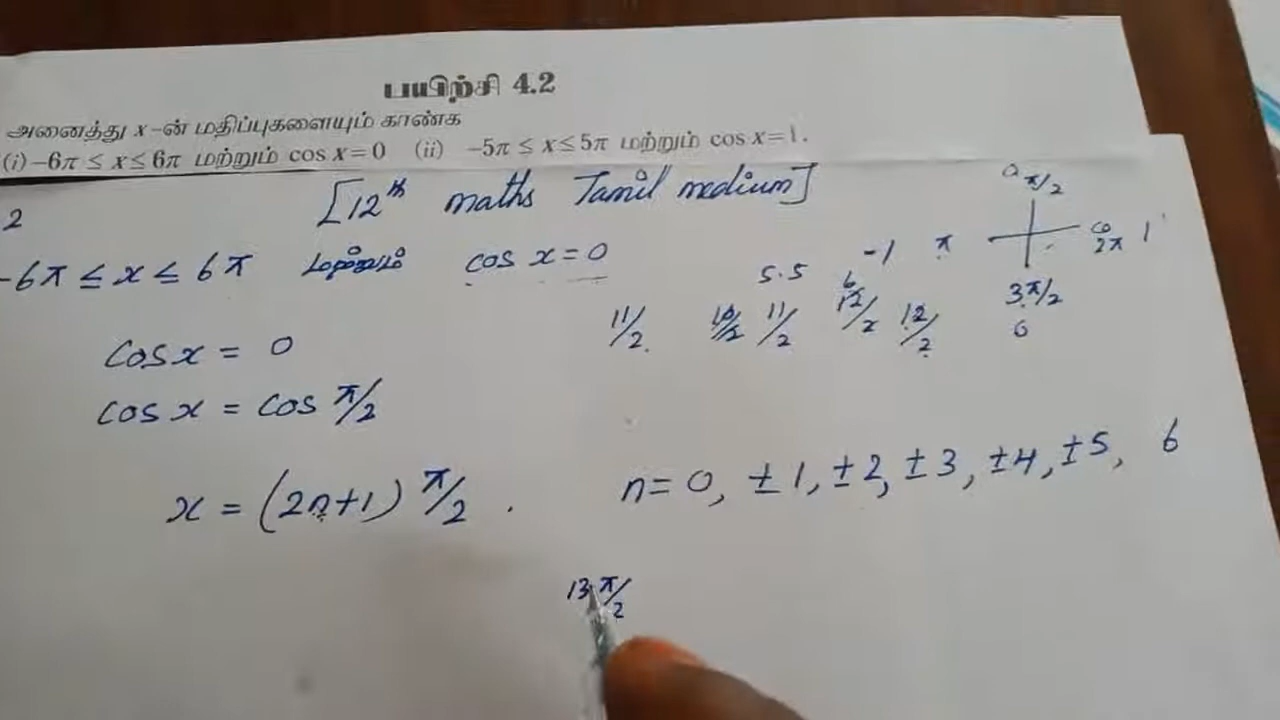 பயிற்சி 4.2
அனைத்து x-ன் மதிப்புகளையும் காண்க
(i) –6π ≤ x ≤ 6π மற்றும் cos x=0 (ii) –5π ≤ x ≤ 5π மற்றும் cos x=1.
2 [12th maths Tamil medium]
π/2
-1 π
2π 1
3π/2
0
-6π ≤ x ≤ 6π மற்றும் cos x = 0
5.5 6
11/2 11/2 12/2 12/2
cos x = 0
cos x = cos π/2
x = (2n+1) π/2 . n = 0, ±1, ±2, ±3, ±4, ±5, 6
13π/2